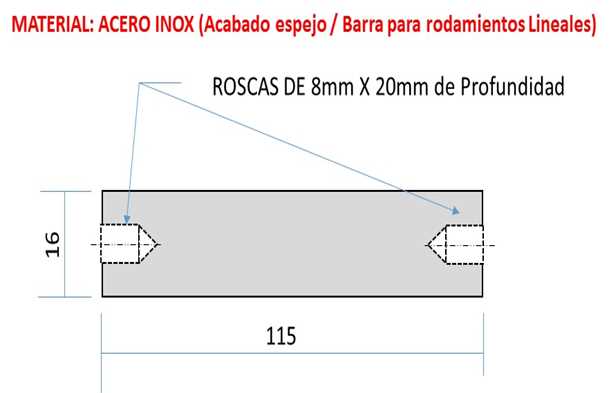 MATERIAL: ACERO INOX (Acabado espejo / Barra para rodamientos Lineales)
ROSCAS DE 8mm X 20mm de Profundidad
16
115